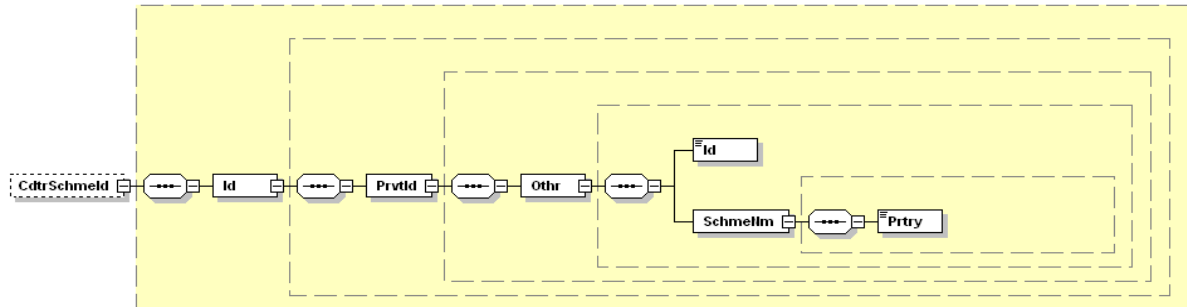 Id
CdtrSchmeId
Id
PrvtId
Othr
SchmeNm
Prtry